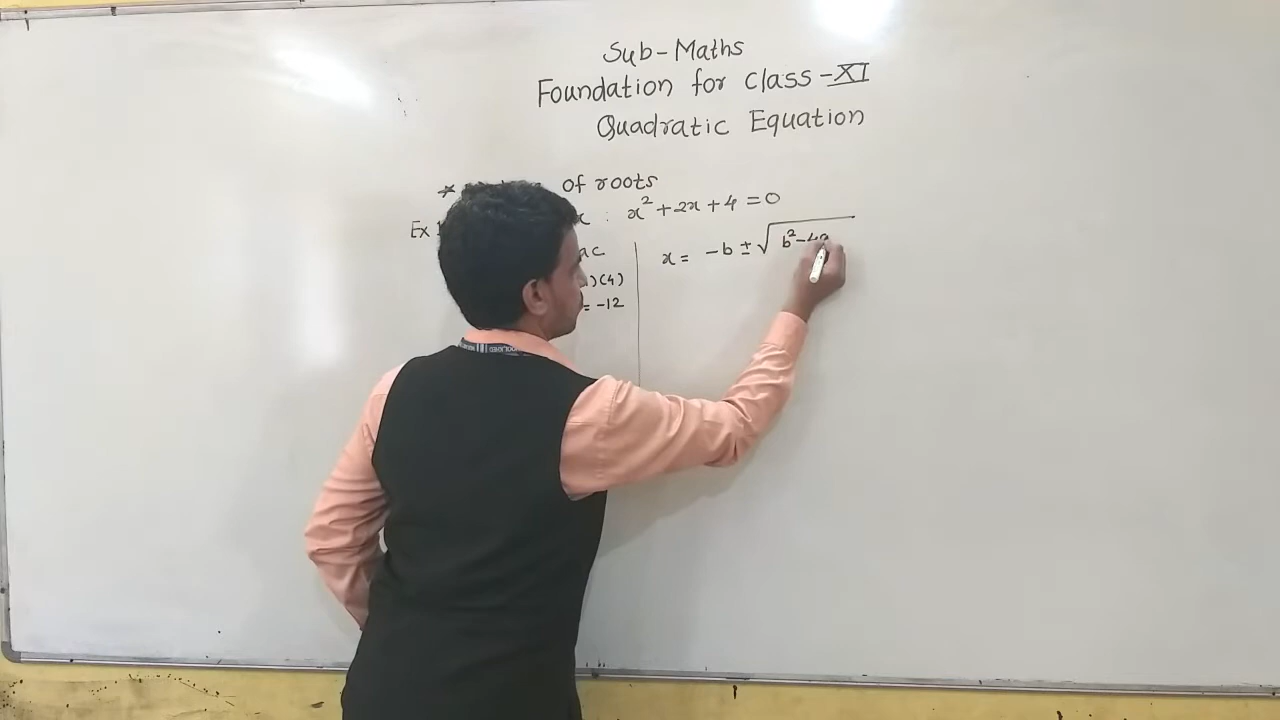 Sub-Maths
Foundation for class-XI
Quadratic Equation
* of roots
Ex x : x² + 2x + 4 = 0
ac
)(4)
= -12
x = -b ± √b²-4a